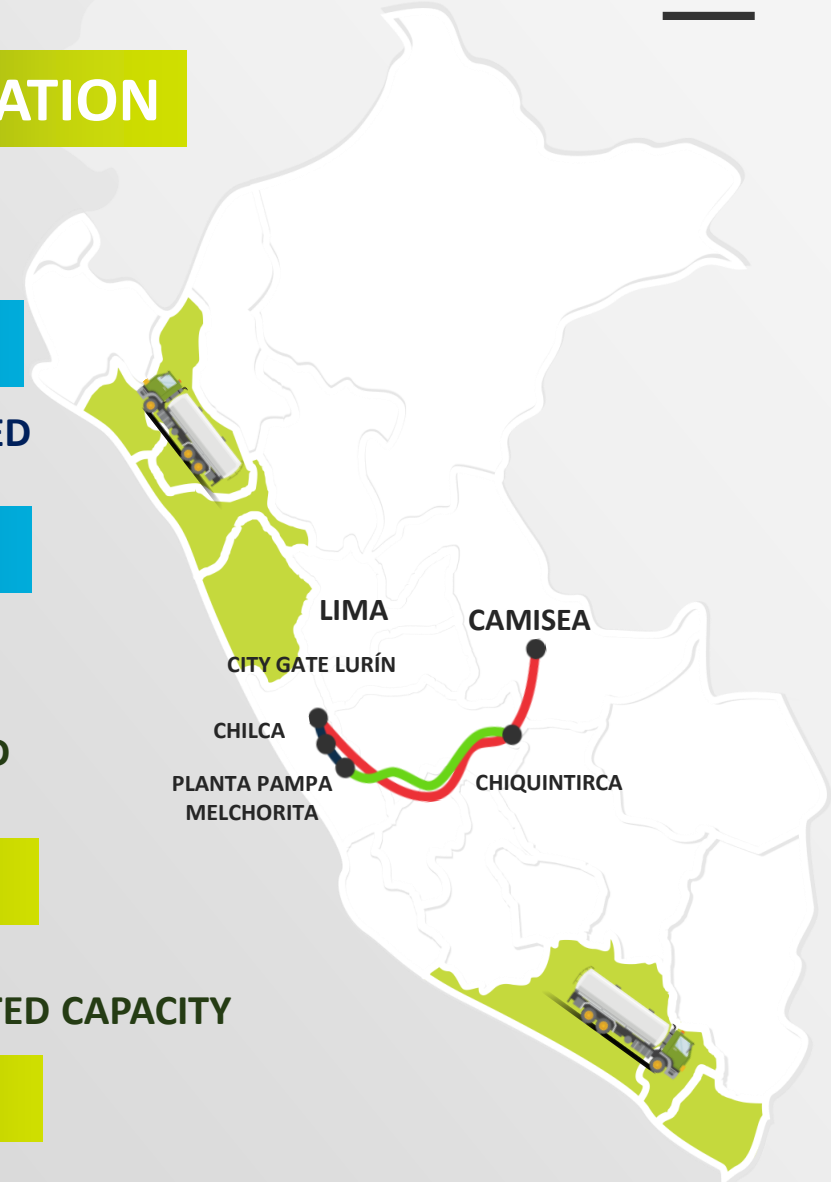 ATION
ED
LIMA
CAMISEA
CITY GATE LURÍN
CHILCA
PLANTA PAMPA
MELCHORITA
CHIQUINTIRCA
TED CAPACITY